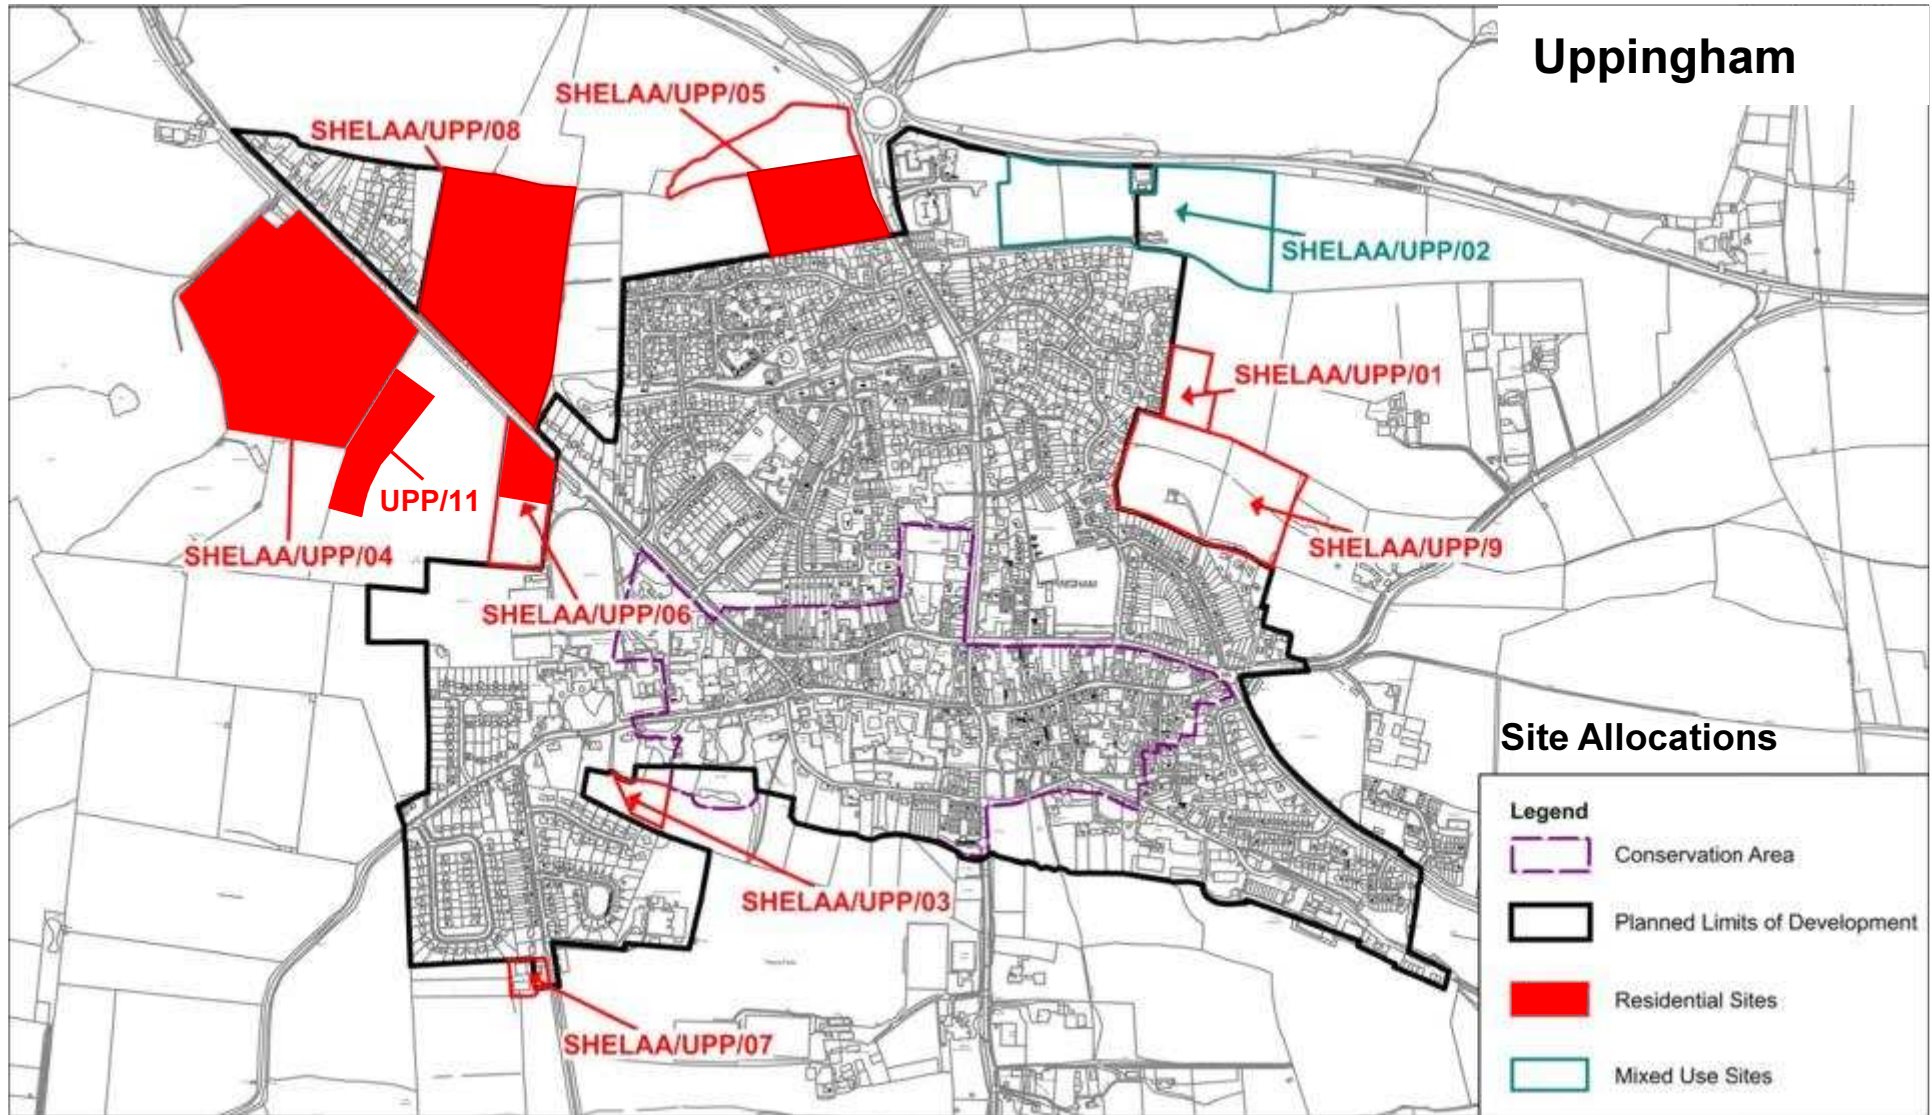 Uppingham
SHELAA/UPP/05
SHELAA/UPP/08
SHELAA/UPP/02
SHELAA/UPP/01
UPP/11
SHELAA/UPP/04
SHELAA/UPP/9
SHELAA/UPP/06
Site Allocations
SHELAA/UPP/03
SHELAA/UPP/07
Legend
Conservation Area
Planned Limits of Development
Residential Sites
Mixed Use Sites